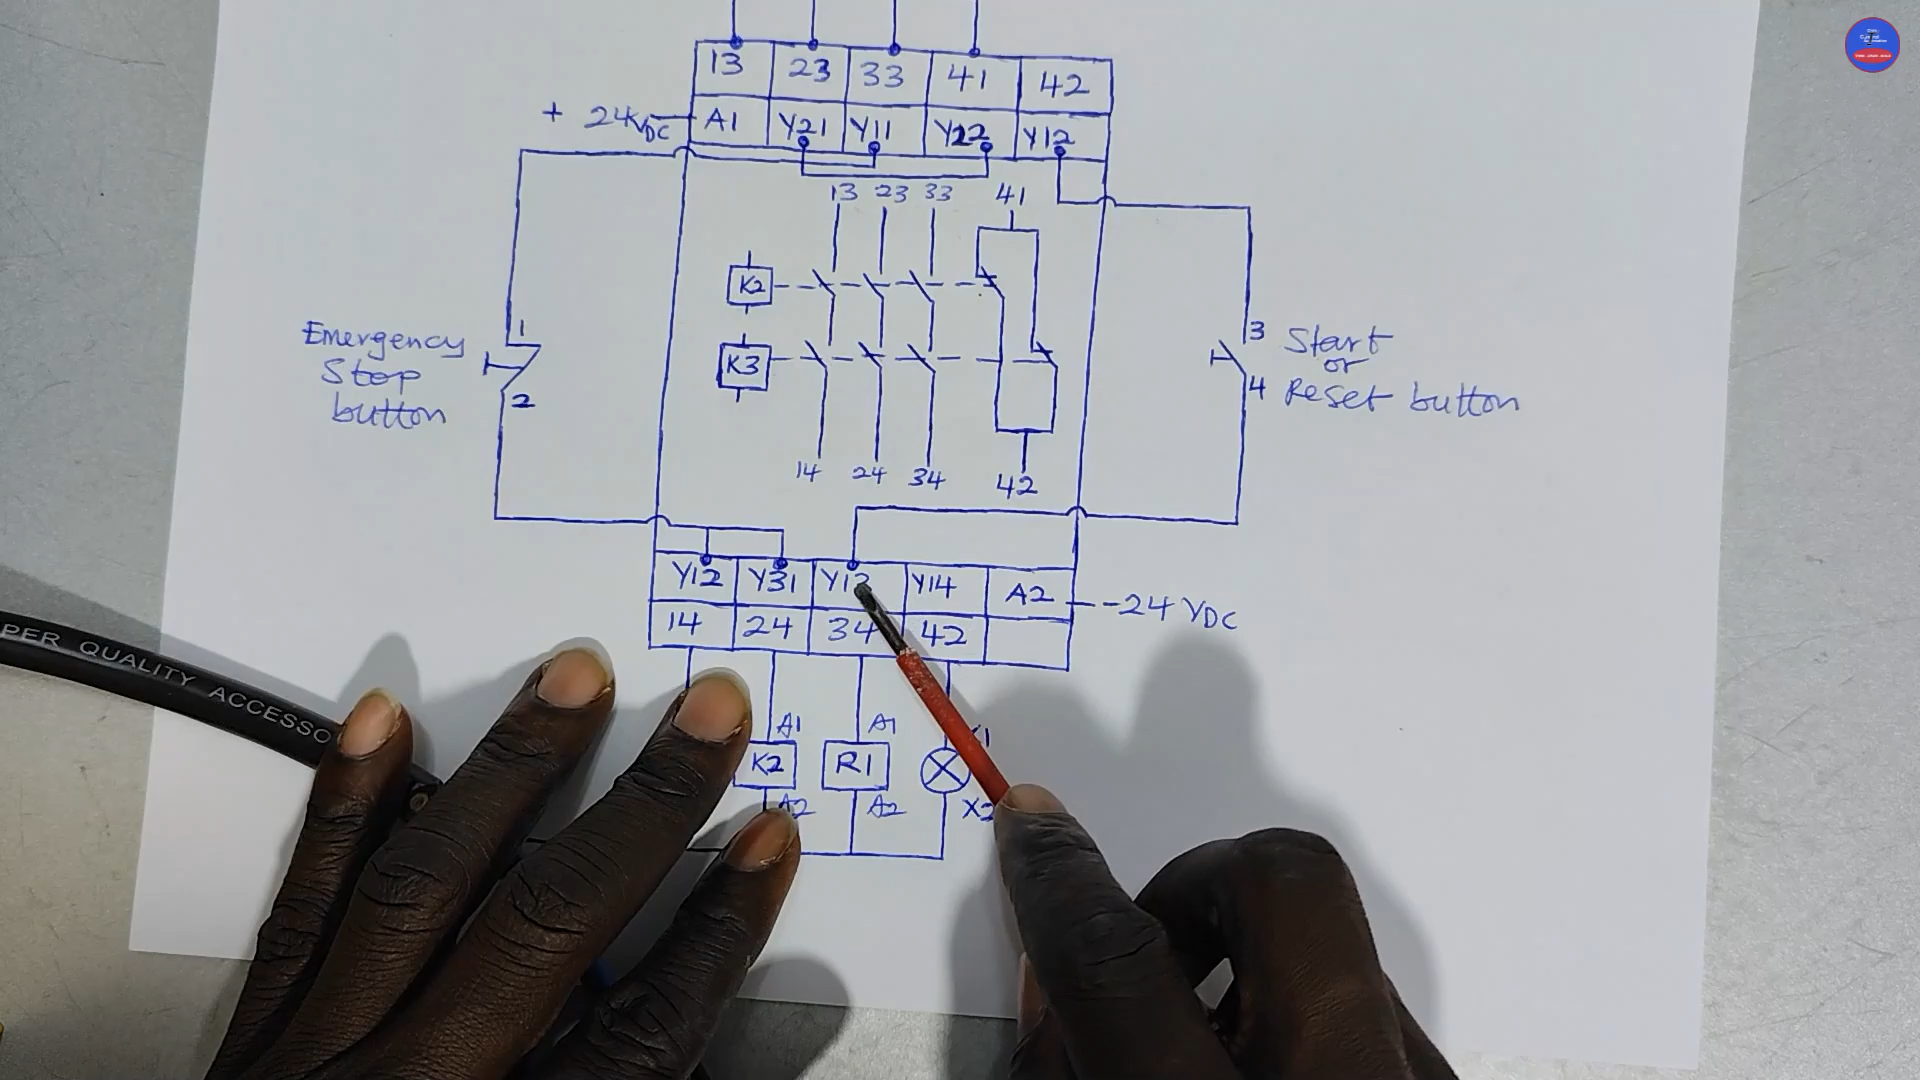 13 23 33 41 42
+ 24VDC A1 Y21 Y11 Y22 Y12
13 23 33 41
K2
K3
1
Emergency
Stop
button
2
3 Start
or
4 Reset button
14 24 34 42
Y12 Y31 Y13 Y14 A2 -24 VDC
14 24 34 42
A1 A1
K2 R1
A2 A2 X2
PER QUALITY ACCESSO